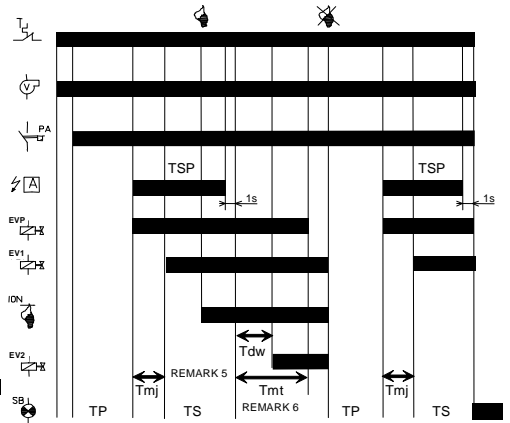 T
V
PA
TSP TSP
A
1s 1s
EVP
EV1
ION
Tdw
EV2
REMARK 5
Tmj Tmt Tmj
SB
TP TS REMARK 6 TP TS